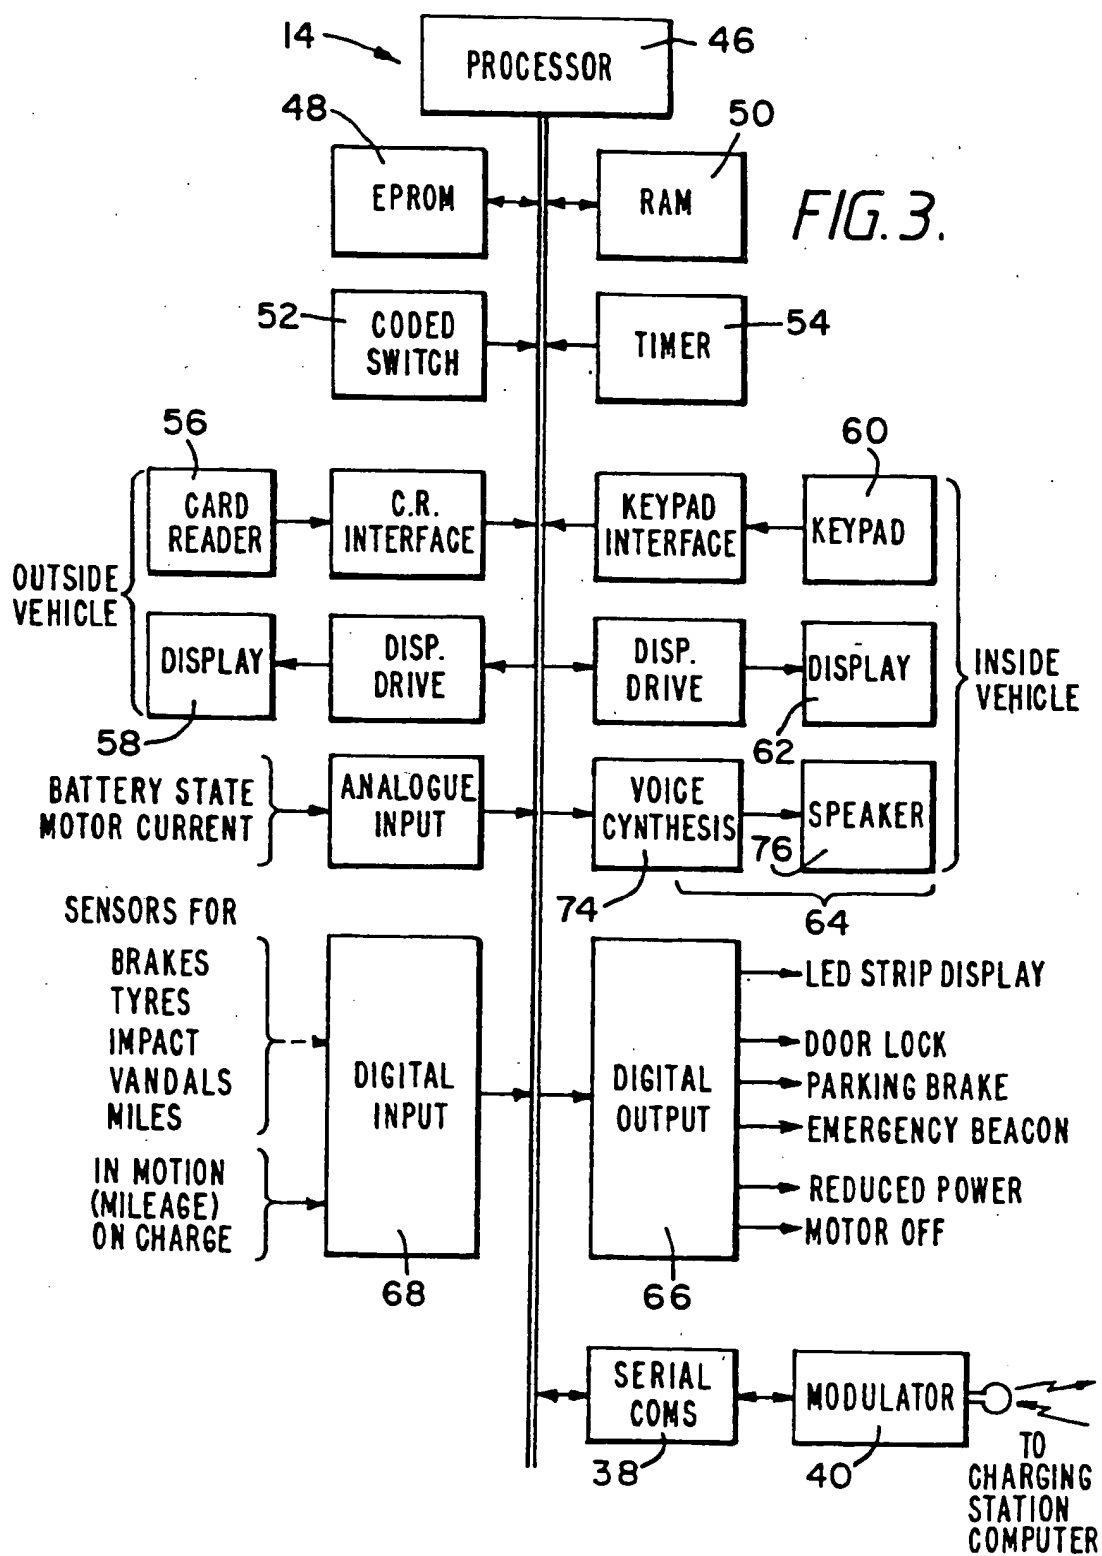 14
PROCESSOR
46
48
EPROM
50
RAM
FIG. 3.
52
CODED
SWITCH
TIMER
54
56
CARD
READER
C.R.
INTERFACE
KEYPAD
INTERFACE
60
KEYPAD
OUTSIDE
VEHICLE
DISPLAY
58
DISP.
DRIVE
DISP.
DRIVE
DISPLAY
62
INSIDE
VEHICLE
BATTERY STATE
MOTOR CURRENT
ANALOGUE
INPUT
VOICE
CYNTHESIS
74
SPEAKER
76
64
SENSORS FOR
BRAKES
TYRES
IMPACT
VANDALS
MILES
IN MOTION
(MILEAGE)
ON CHARGE
DIGITAL
INPUT
68
DIGITAL
OUTPUT
66
LED STRIP DISPLAY
DOOR LOCK
PARKING BRAKE
EMERGENCY BEACON
REDUCED POWER
MOTOR OFF
SERIAL
COMS
38
MODULATOR
40
TO
CHARGING
STATION
COMPUTER